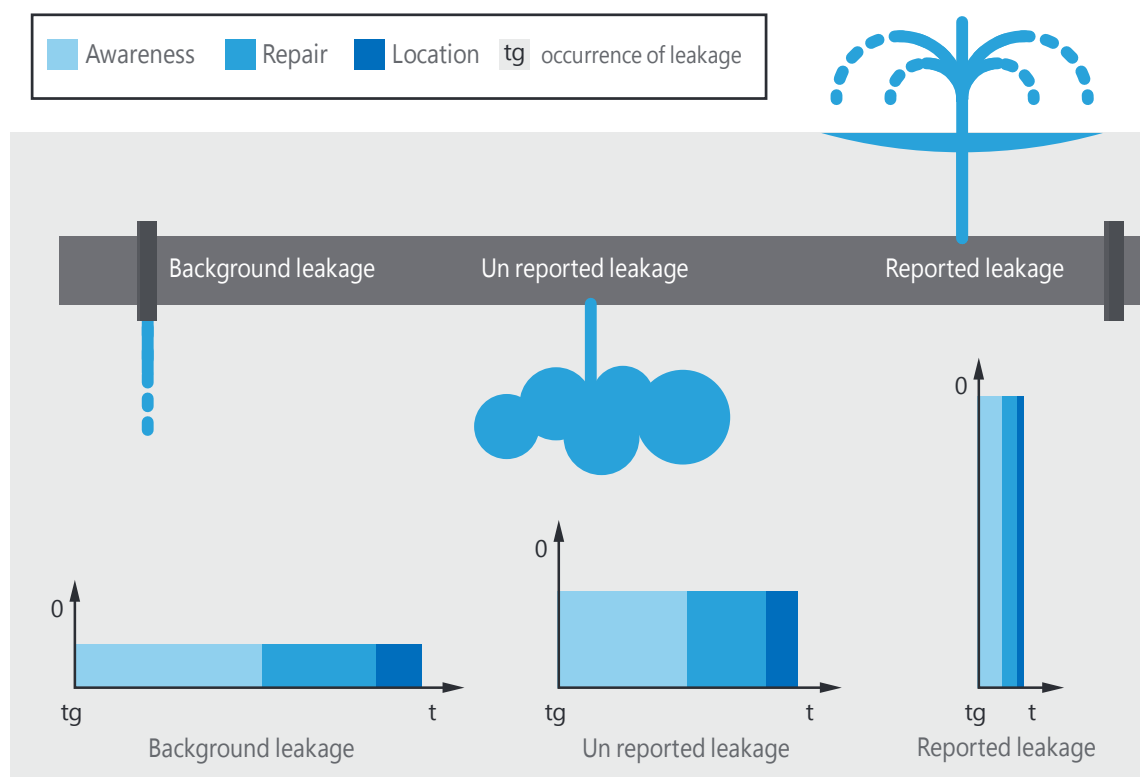 Awareness Repair Location tg occurrence of leakage
Background leakage Un reported leakage Reported leakage
0
0
0
tg t
tg t
tg t
Background leakage
Un reported leakage
Reported leakage